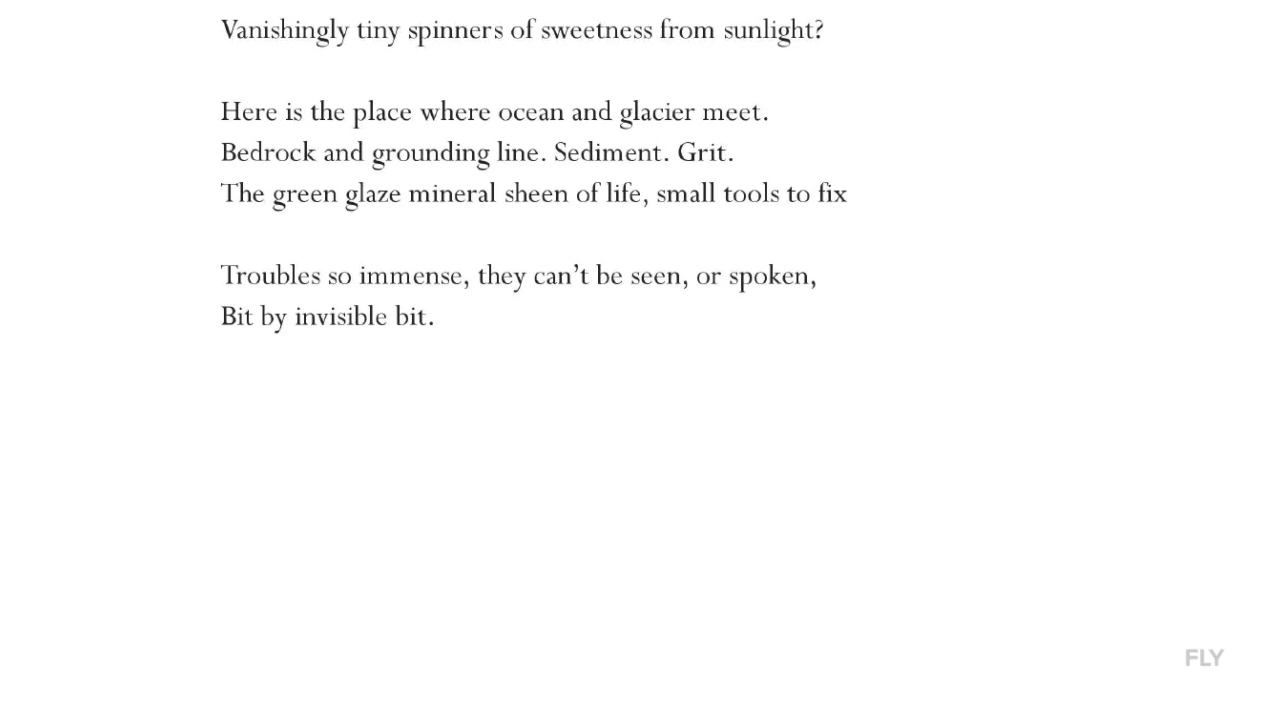 Vanishingly tiny spinners of sweetness from sunlight?
Here is the place where ocean and glacier meet.
Bedrock and grounding line. Sediment. Grit.
The green glaze mineral sheen of life, small tools to fix
Troubles so immense, they can’t be seen, or spoken,
Bit by invisible bit.
FLY